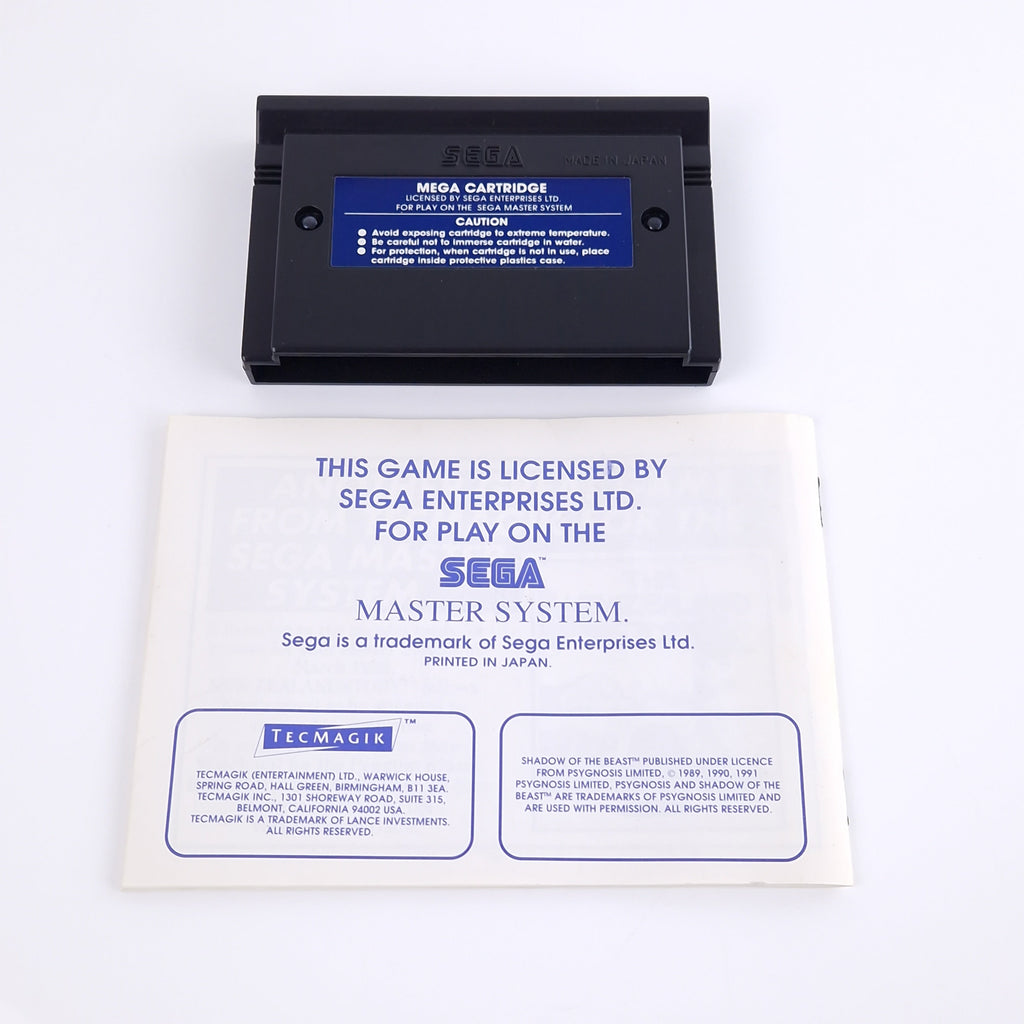 SEGA
MADE IN JAPAN
MEGA CARTRIDGE
LICENSED BY SEGA ENTERPRISES LTD.
FOR PLAY ON THE SEGA MASTER SYSTEM
CAUTION
● Avoid exposing cartridge to extreme temperature.
● Be careful not to immerse cartridge in water.
● For protection, when cartridge is not in use, place
cartridge inside protective plastics case.
THIS GAME IS LICENSED BY
SEGA ENTERPRISES LTD.
FOR PLAY ON THE
SEGA™
MASTER SYSTEM.
Sega is a trademark of Sega Enterprises Ltd.
PRINTED IN JAPAN.
TECMAGIK™
TECMAGIK (ENTERTAINMENT) LTD., WARWICK HOUSE,
SPRING ROAD, HALL GREEN, BIRMINGHAM, B11 3EA.
TECMAGIK INC., 1301 SHOREWAY ROAD, SUITE 315,
BELMONT, CALIFORNIA 94002 USA.
TECMAGIK IS A TRADEMARK OF LANCE INVESTMENTS.
ALL RIGHTS RESERVED.
SHADOW OF THE BEAST™ PUBLISHED UNDER LICENCE
FROM PSYGNOSIS LIMITED, © 1989, 1990, 1991
PSYGNOSIS LIMITED, PSYGNOSIS AND SHADOW OF THE
BEAST™ ARE TRADEMARKS OF PSYGNOSIS LIMITED AND
ARE USED WITH PERMISSION. ALL RIGHTS RESERVED.